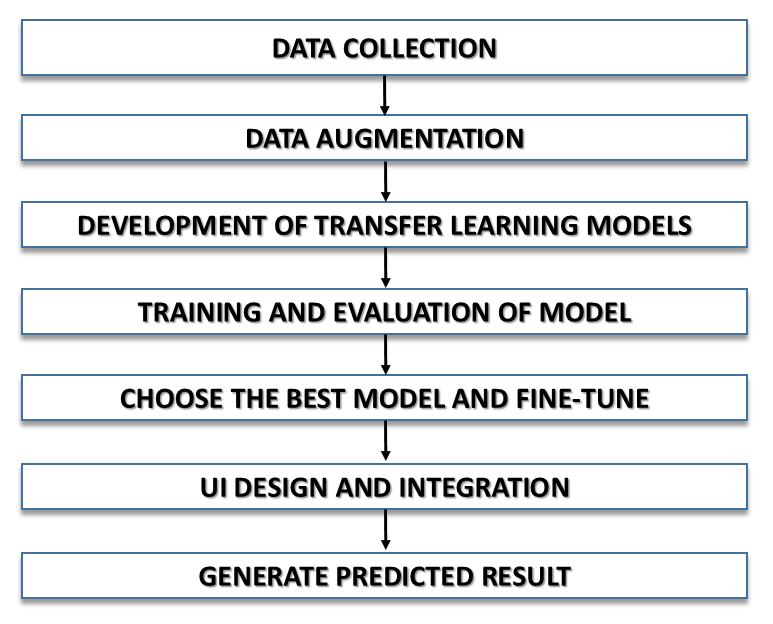 DATA COLLECTION
DATA AUGMENTATION
DEVELOPMENT OF TRANSFER LEARNING MODELS
TRAINING AND EVALUATION OF MODEL
CHOOSE THE BEST MODEL AND FINE-TUNE
UI DESIGN AND INTEGRATION
GENERATE PREDICTED RESULT